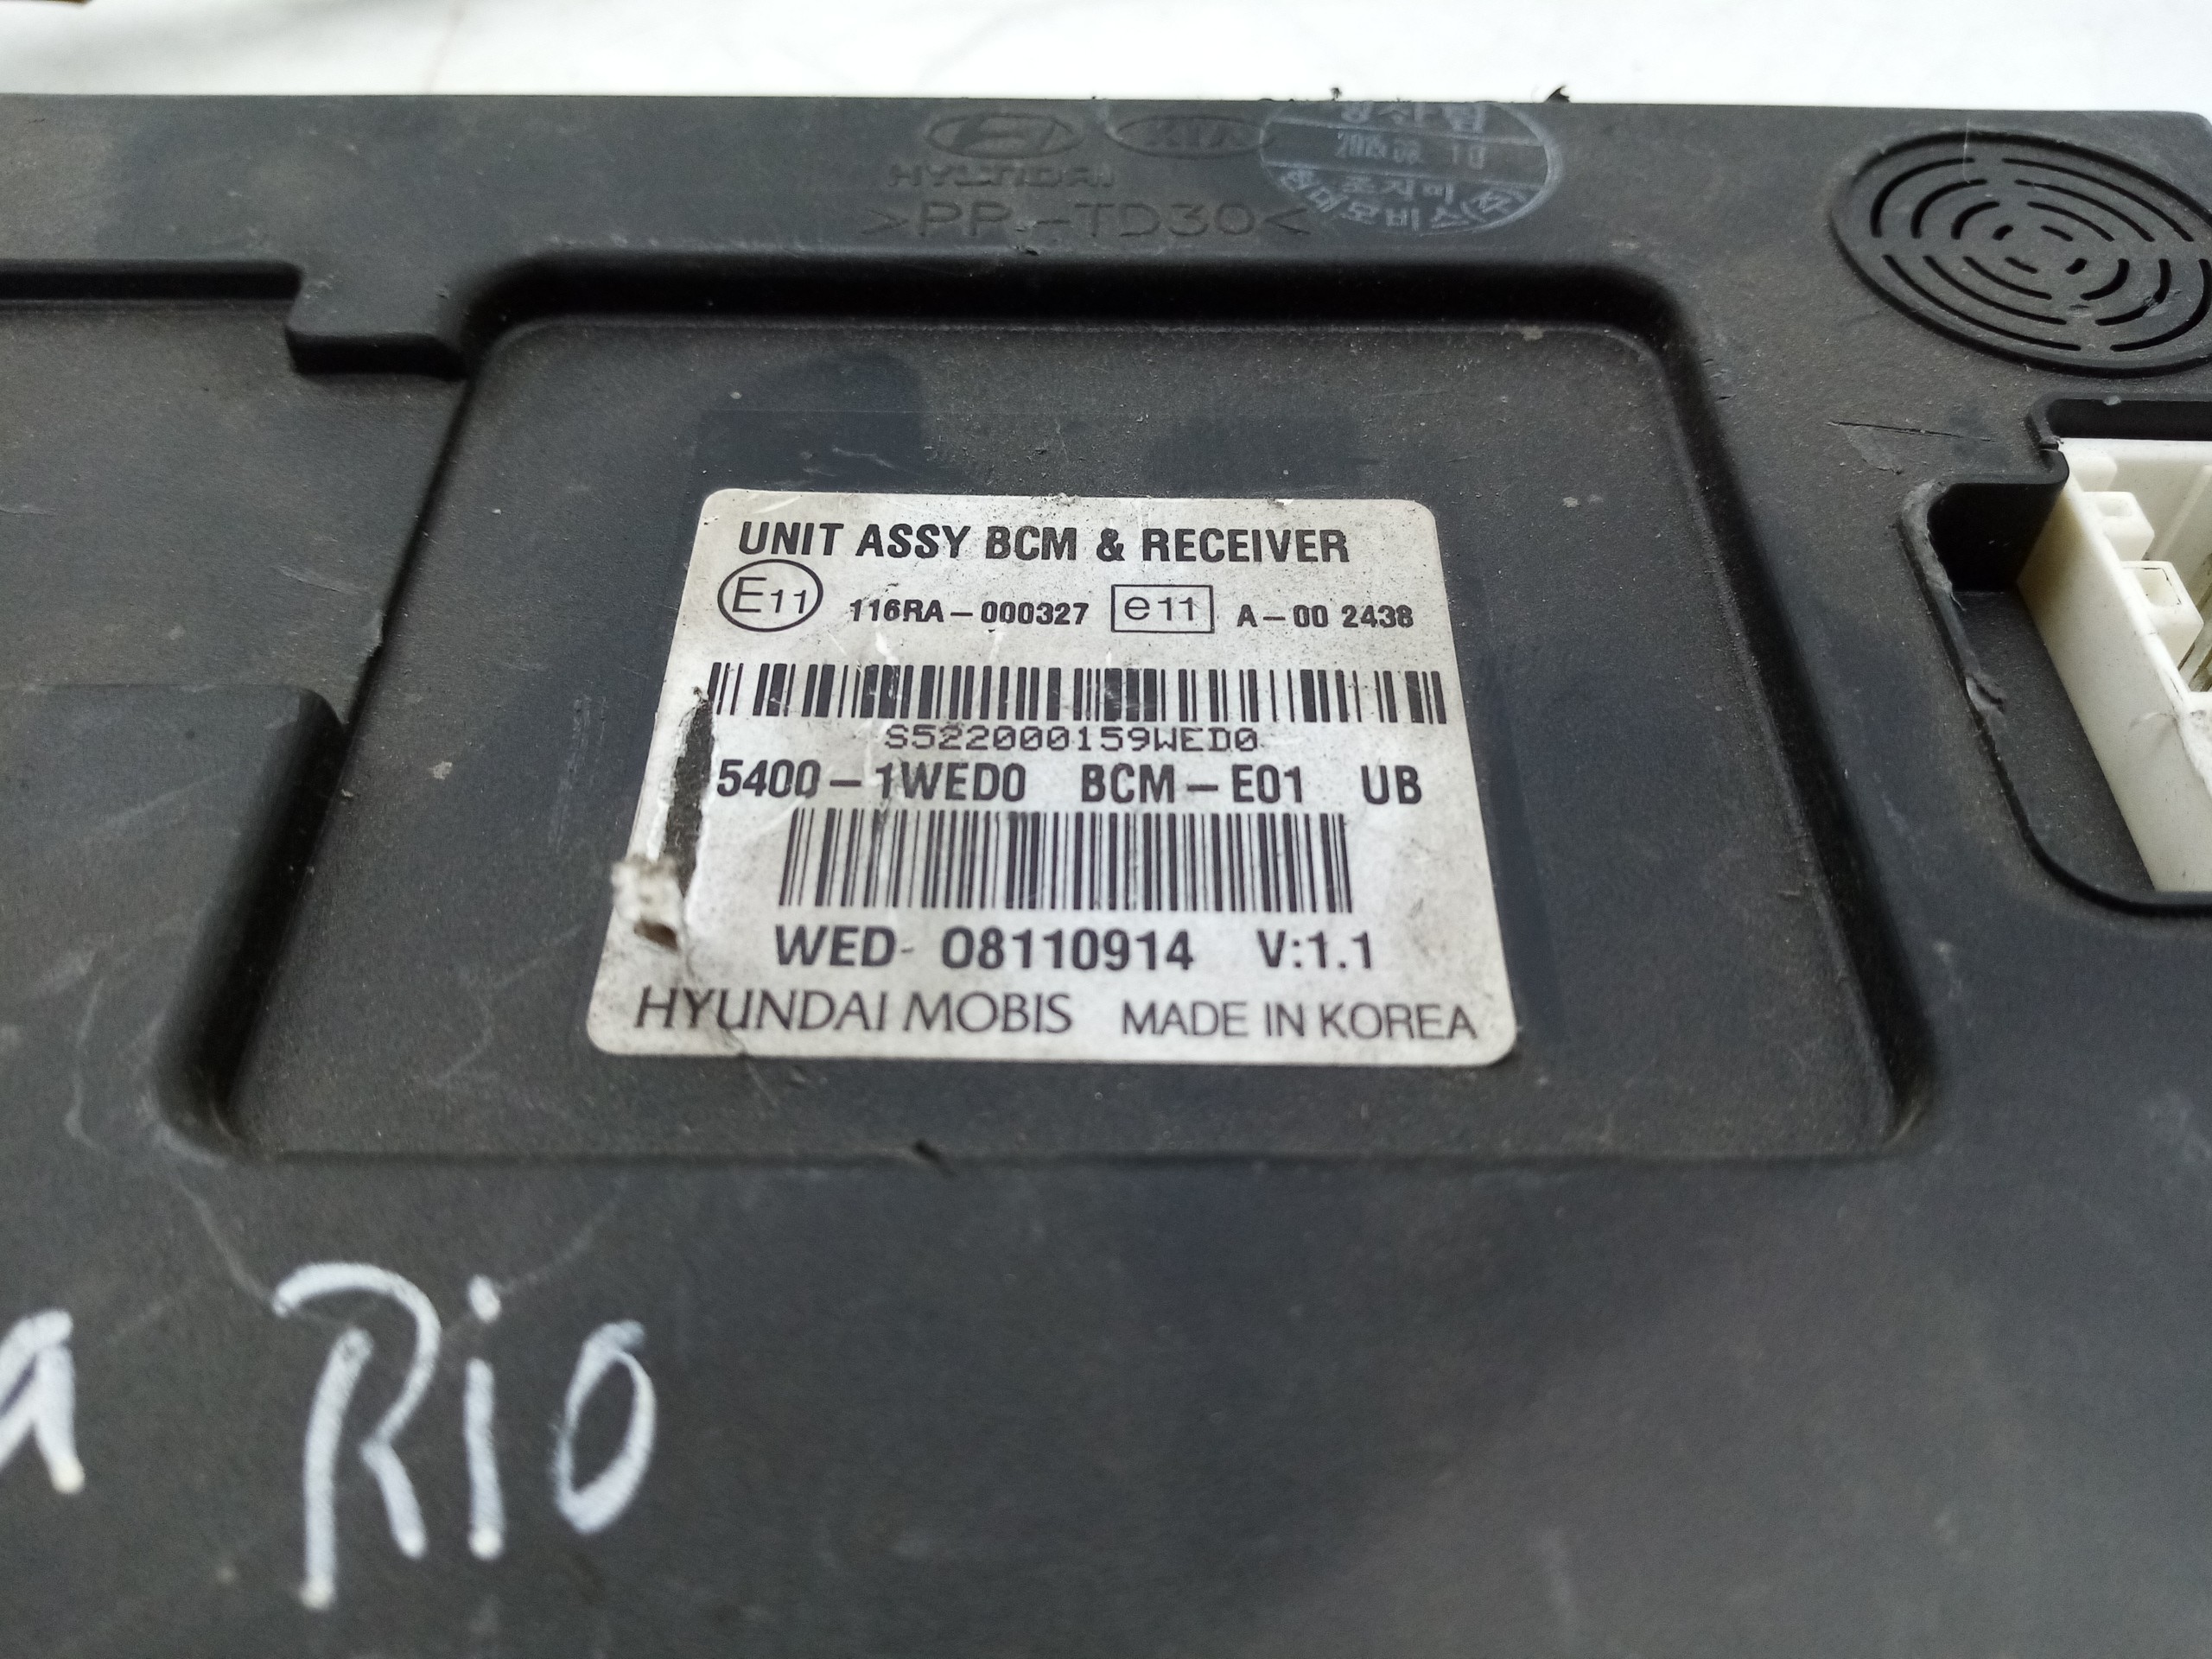 KIA
HYUNDAI
>PP-TD30<
UNIT ASSY BCM & RECEIVER
E11 116RA-000327 e11 A-00 2438
S522000159WED0
5400-1WED0 BCM-E01 UB
WED- 08110914 V:1.1
HYUNDAI MOBIS MADE IN KOREA
a Rio